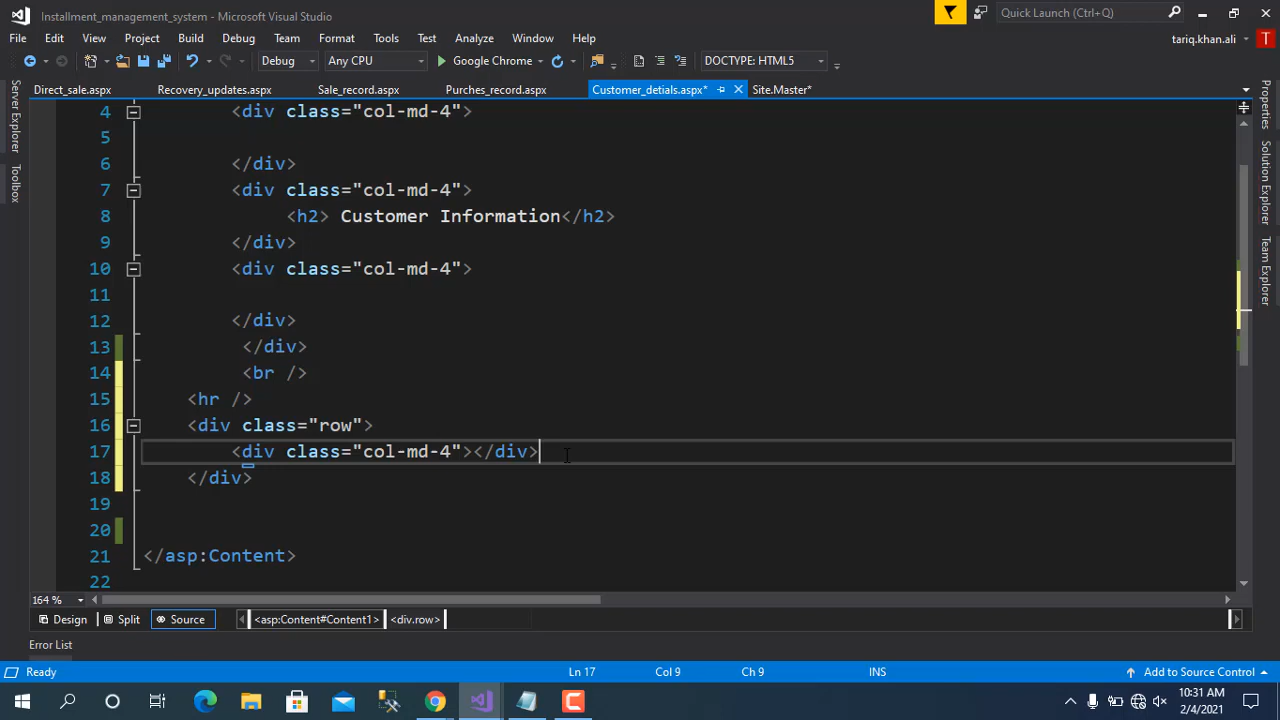 Installment_management_system - Microsoft Visual Studio
Quick Launch (Ctrl+Q)
File Edit View Project Build Debug Team Format Tools Test Analyze Window Help
tariq.khan.ali T
Debug Any CPU Google Chrome DOCTYPE: HTML5
Direct_sale.aspx Recovery_updates.aspx Sale_record.aspx Purches_record.aspx Customer_detials.aspx* Site.Master*
Server Explorer
Toolbox
Properties
Solution Explorer
Team Explorer
4 <div class="col-md-4">
5
6 </div>
7 <div class="col-md-4">
8 <h2> Customer Information</h2>
9 </div>
10 <div class="col-md-4">
11
12 </div>
13 </div>
14 <br />
15 <hr />
16 <div class="row">
17 <div class="col-md-4"></div>
18 </div>
19
20
21 </asp:Content>
22
164 %
Design Split Source <asp:Content#Content1> <div.row>
Error List
Ready Ln 17 Col 9 Ch 9 INS Add to Source Control
10:31 AM
2/4/2021